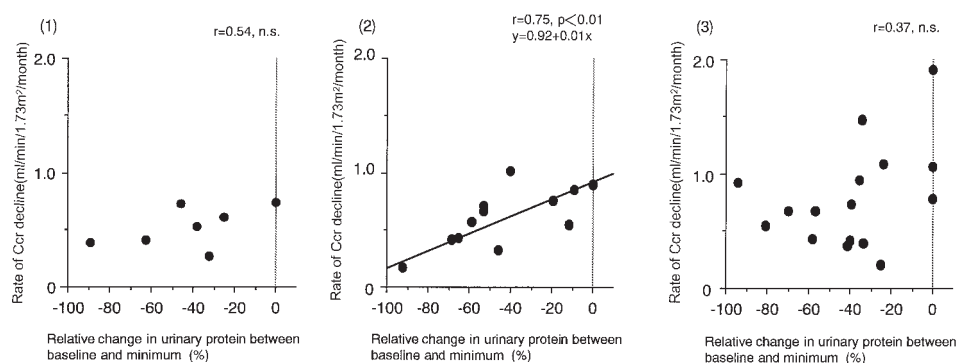 (1)
r=0.54, n.s.
2.0
1.0
0
Rate of Ccr decline(ml/min/1.73m²/month)
-100 -80 -60 -40 -20 0
Relative change in urinary protein between
baseline and minimum (%)
(2)
r=0.75, p<0.01
y=0.92+0.01x
2.0
1.0
0
Rate of Ccr decline(ml/min/1.73m²/month)
-100 -80 -60 -40 -20 0
Relative change in urinary protein between
baseline and minimum (%)
(3)
r=0.37, n.s.
2.0
1.0
0
Rate of Ccr decline(ml/min/1.73m²/month)
-100 -80 -60 -40 -20 0
Relative change in urinary protein between
baseline and minimum (%)